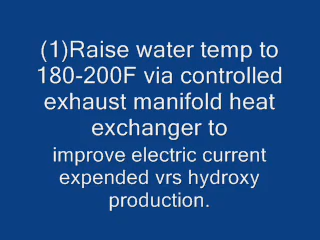 (1)Raise water temp to
180-200F via controlled
exhaust manifold heat
exchanger to
improve electric current
expended vrs hydroxy
production.